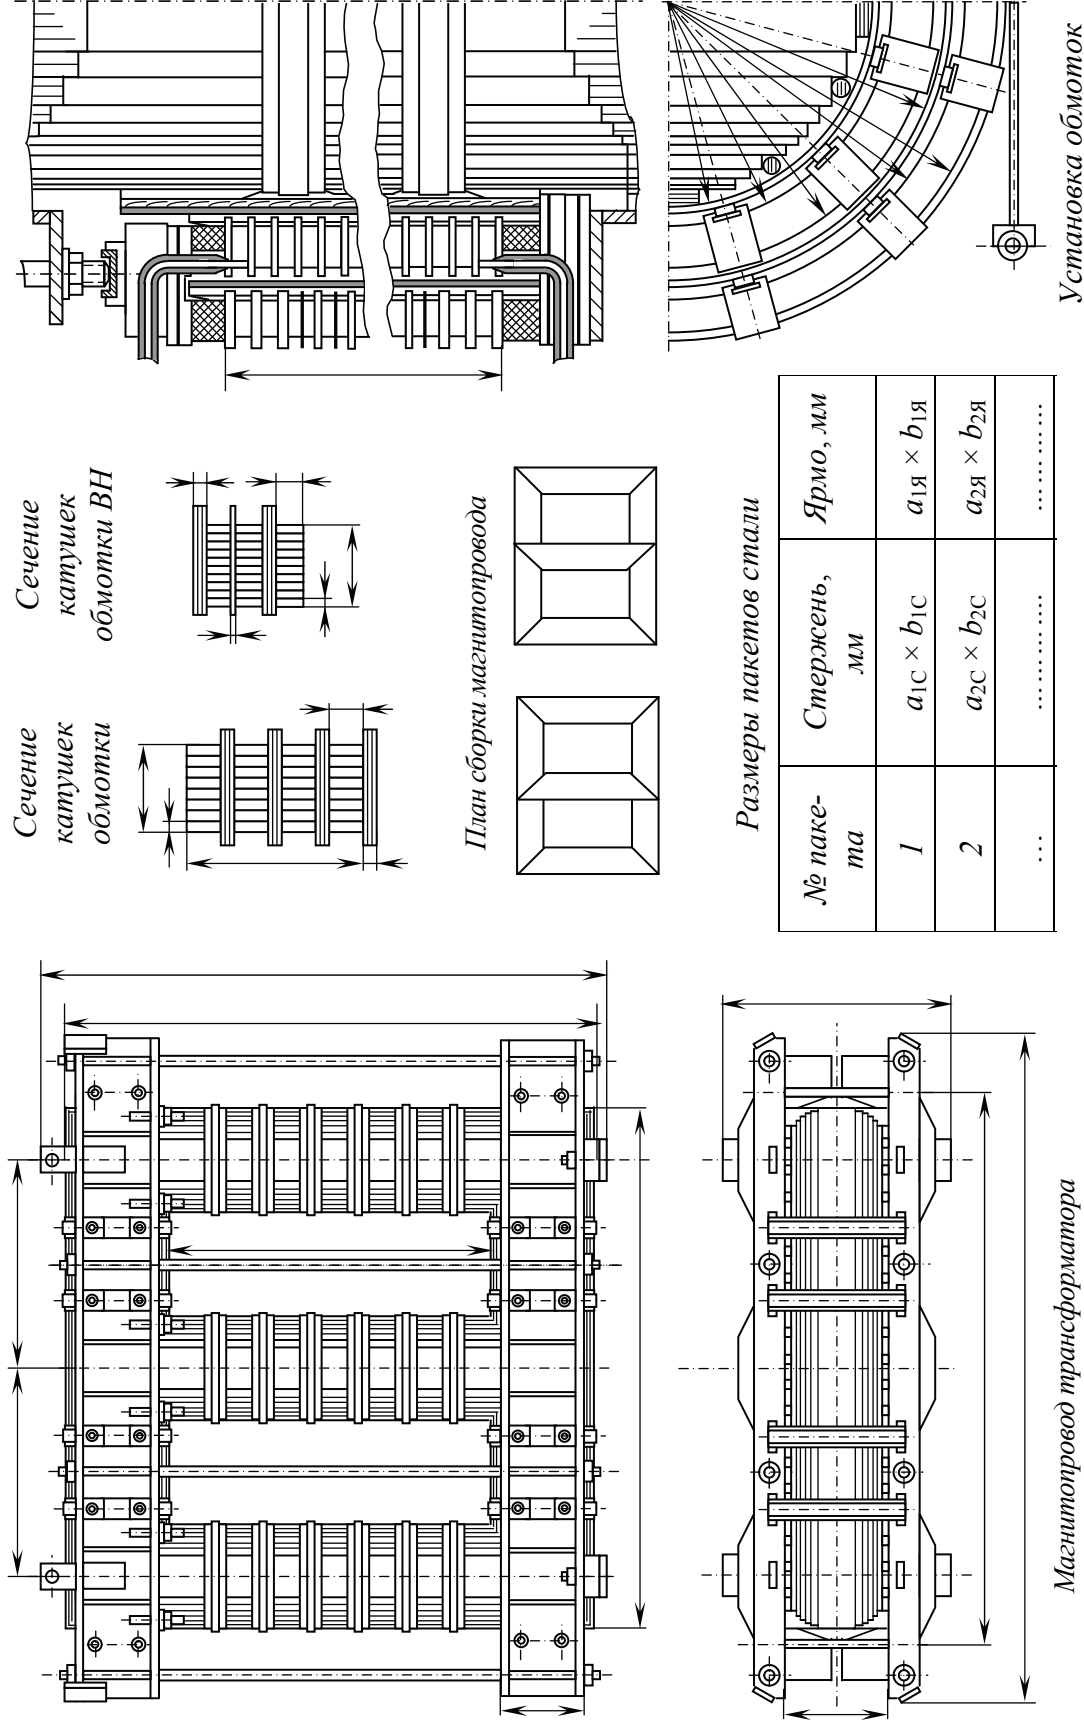 Сечение
катушек
обмотки
Сечение
катушек
обмотки ВН
План сборки магнитопровода
Размеры пакетов стали
№ паке-
та
Стержень,
мм
Ярмо, мм
1 a1С × b1С a1Я × b1Я
2 a2С × b2С a2Я × b2Я
... ............ ............
Магнитопровод трансформатора
Установка обмоток